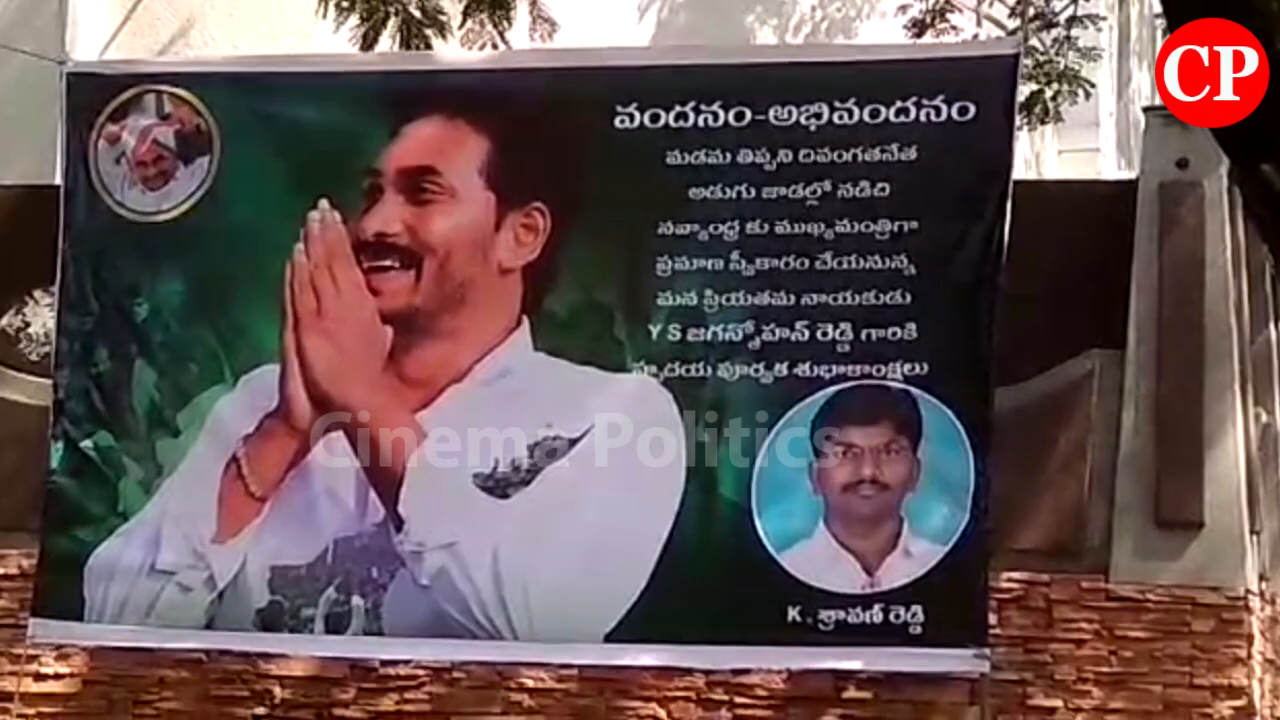 CP
వందనం-అభివందనం
మడమ తిప్పని దివంగతనేత
అడుగు జాడల్లో నడిచి
నవ్యాంధ్ర కు ముఖ్యమంత్రిగా
ప్రమాణ స్వీకారం చేయనున్న
మన ప్రియతమ నాయకుడు
Y S జగన్మోహన్ రెడ్డి గారికి
హృదయ పూర్వక శుభాకాంక్షలు
Cinema Politics
K. శ్రావణ్ రెడ్డి